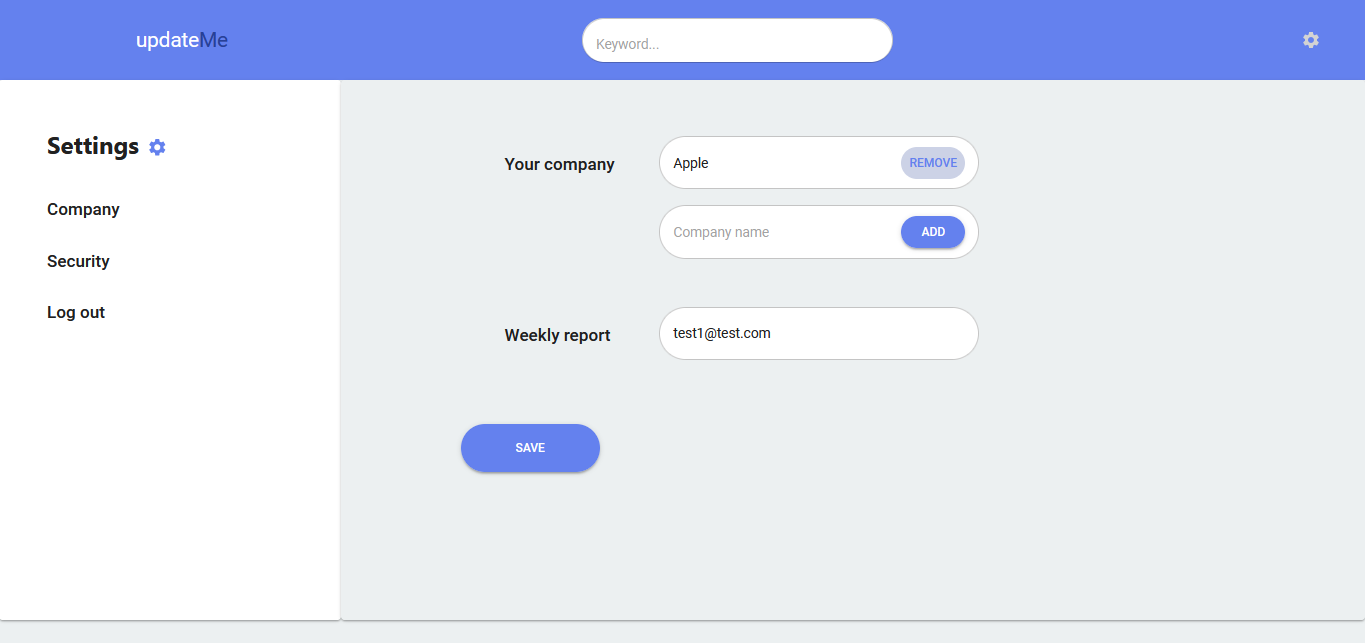 updateMe
Keyword...
Settings
Company
Security
Log out
Your company
Apple
REMOVE
Company name
ADD
Weekly report
test1@test.com
SAVE